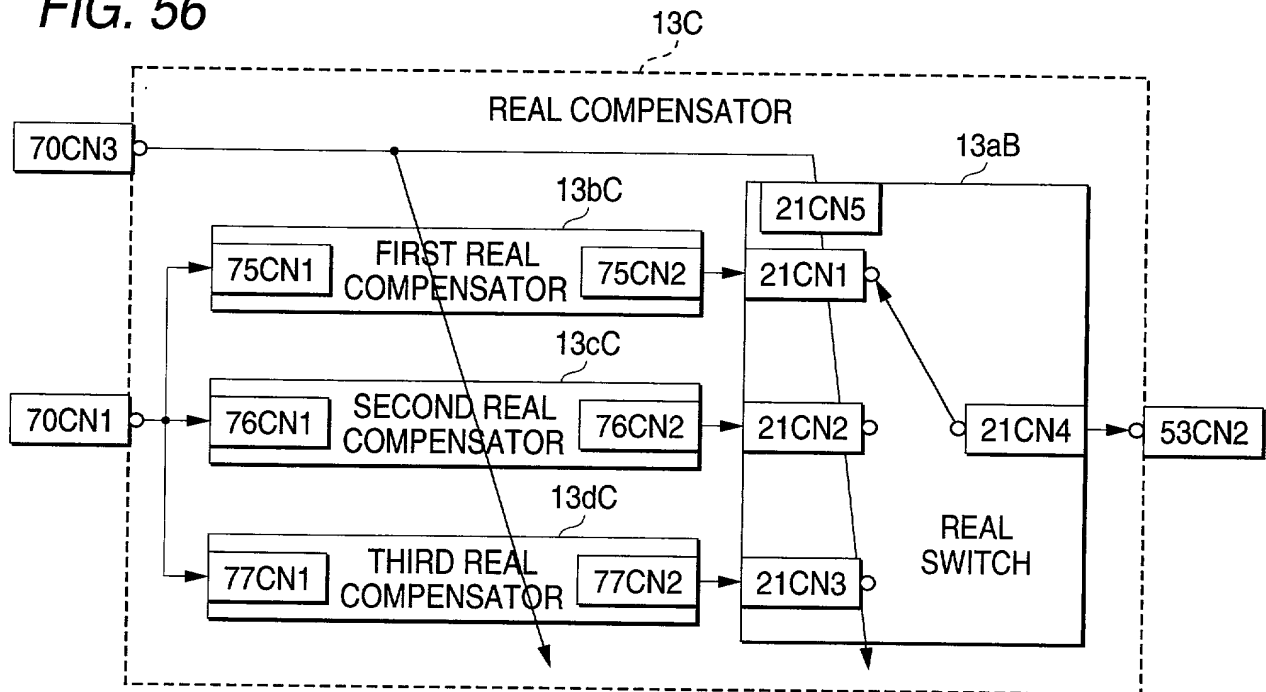 FIG. 56
13C
REAL COMPENSATOR
70CN3
13aB
13bC
21CN5
75CN1
FIRST REAL
COMPENSATOR
75CN2
21CN1
13cC
70CN1
76CN1
SECOND REAL
COMPENSATOR
76CN2
21CN2
21CN4
53CN2
13dC
77CN1
THIRD REAL
COMPENSATOR
77CN2
21CN3
REAL
SWITCH